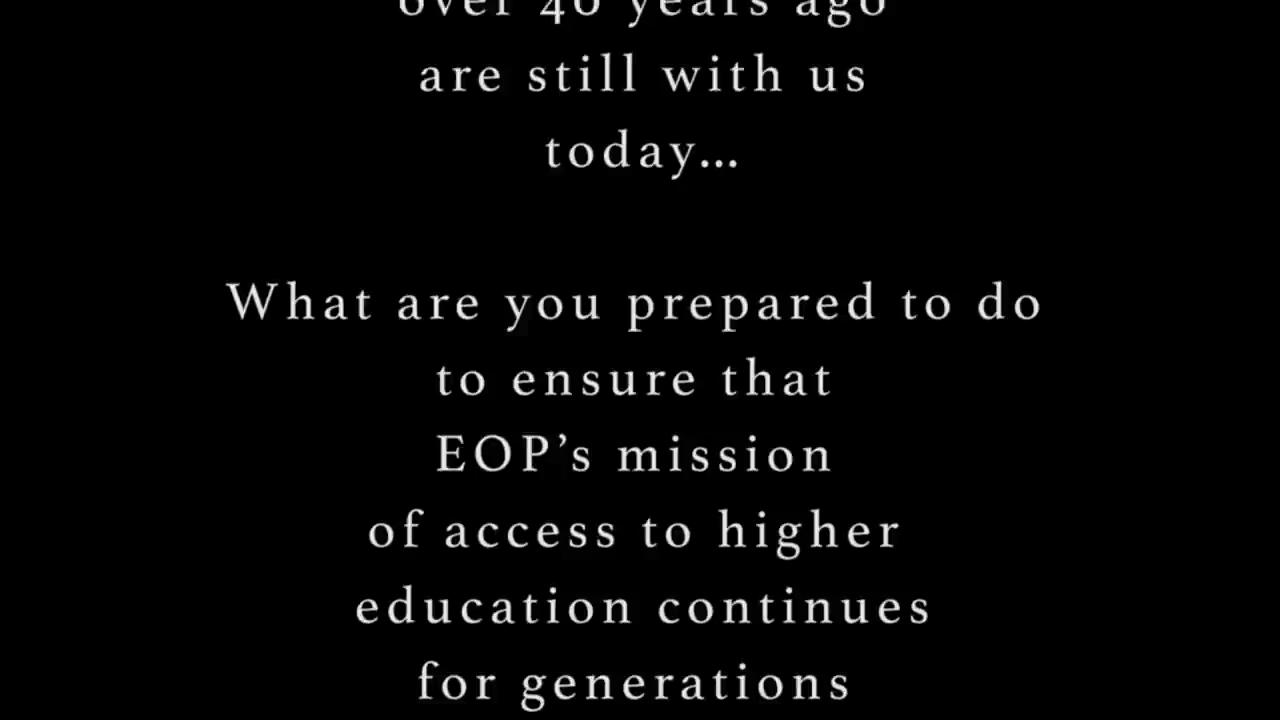 over 40 years ago
are still with us
today...
What are you prepared to do
to ensure that
EOP’s mission
of access to higher
education continues
for generations